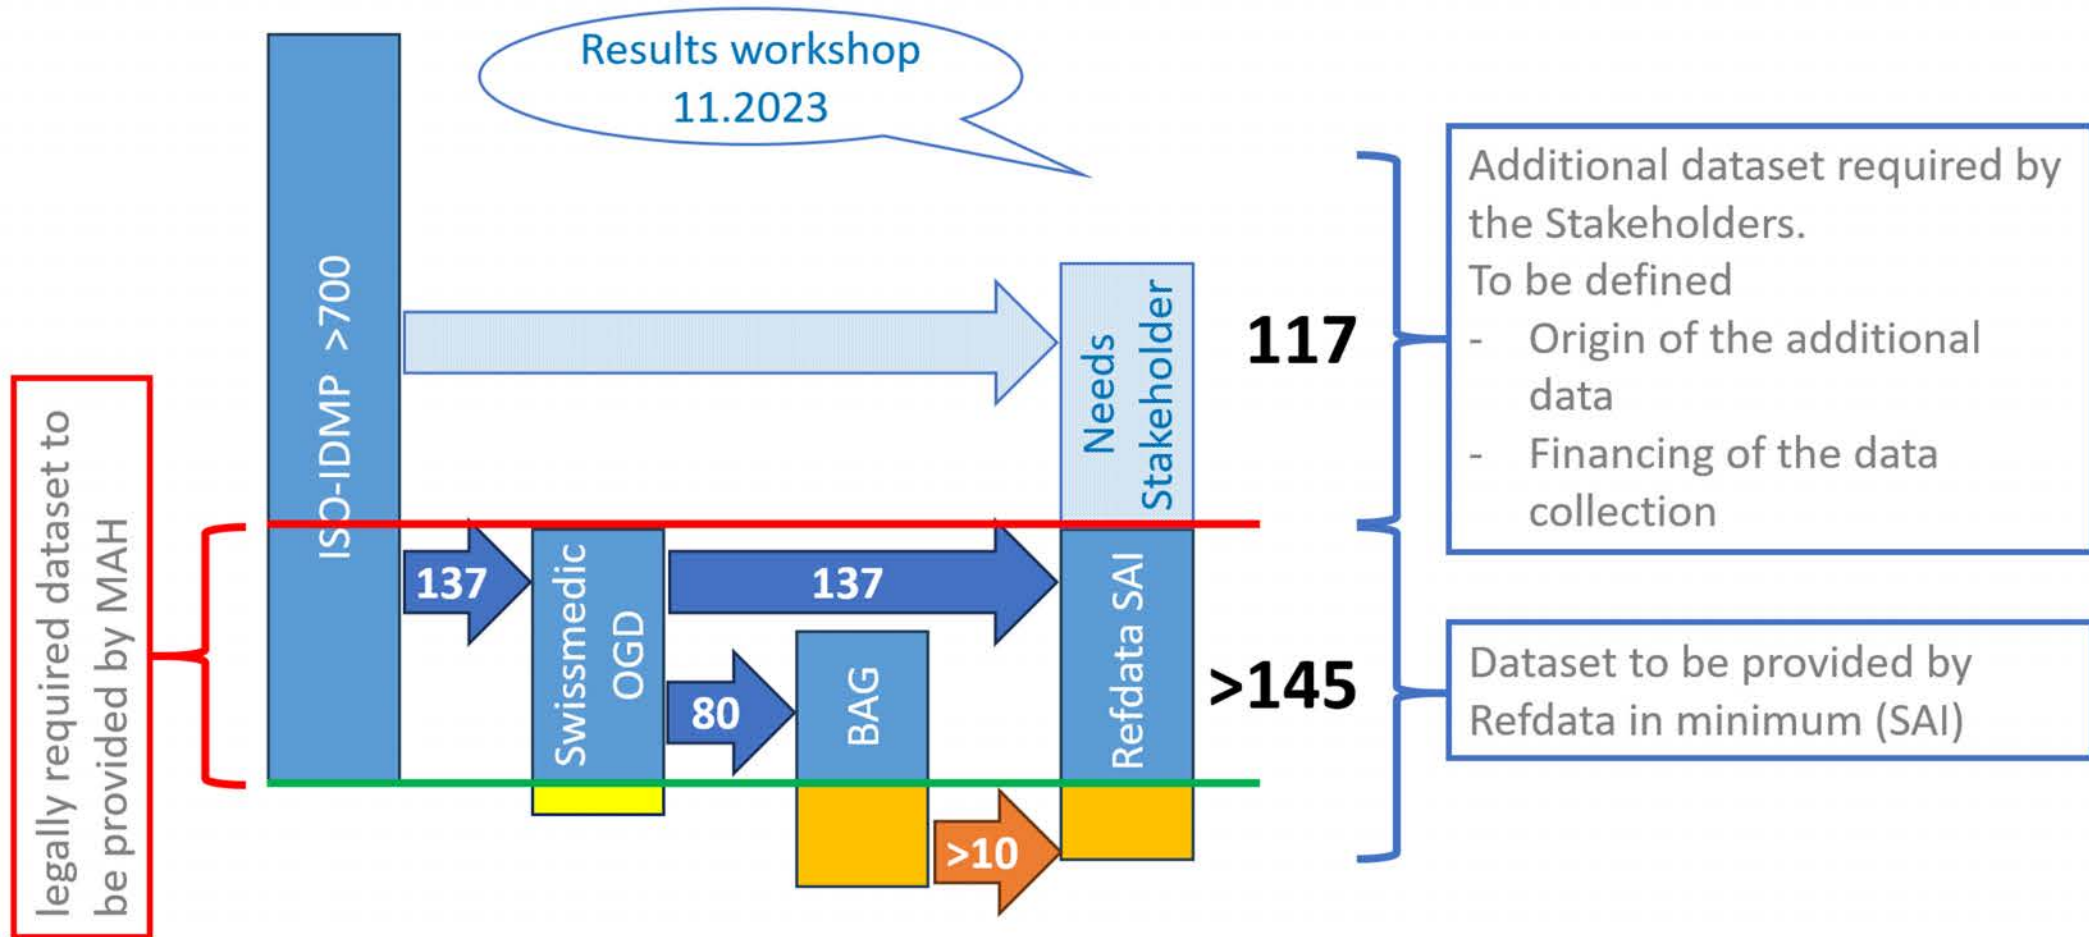 Results workshop
11.2023
legally required dataset to
be provided by MAH
ISO-IDMP >700
137
Swissmedic
OGD
137
80
BAG
>10
Needs
Stakeholder
Refdata SAI
117
>145
Additional dataset required by
the Stakeholders.
To be defined
- Origin of the additional
data
- Financing of the data
collection
Dataset to be provided by
Refdata in minimum (SAI)